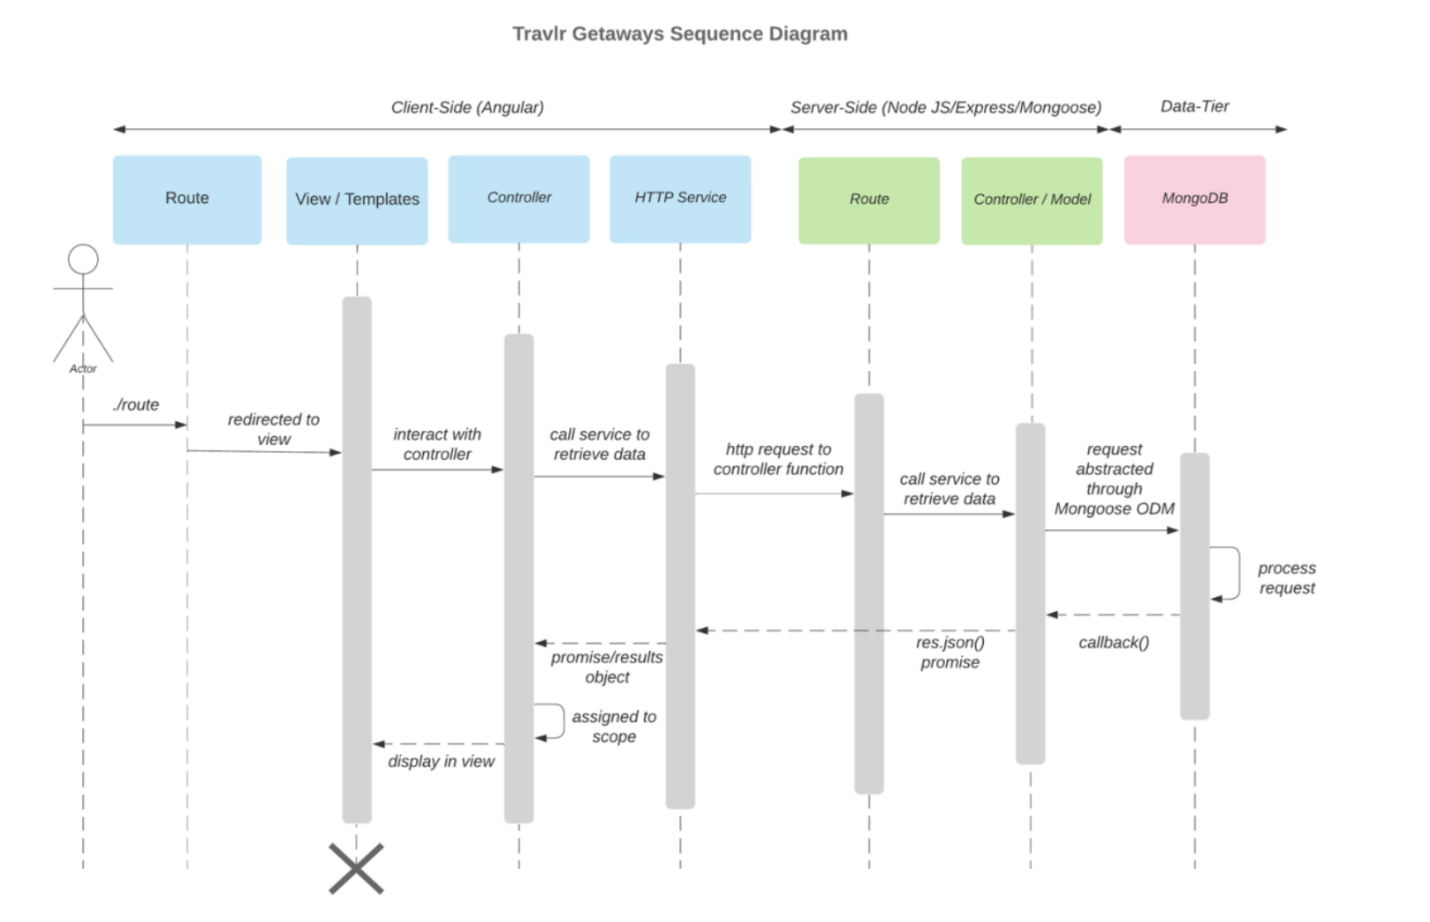 Travlr Getaways Sequence Diagram
Client-Side (Angular)
Server-Side (Node JS/Express/Mongoose)
Data-Tier
Route
View / Templates
Controller
HTTP Service
Route
Controller / Model
MongoDB
Actor
./route
redirected to
view
interact with
controller
call service to
retrieve data
http request to
controller function
call service to
retrieve data
request
abstracted
through
Mongoose ODM
process
request
callback()
res.json()
promise
promise/results
object
assigned to
scope
display in view